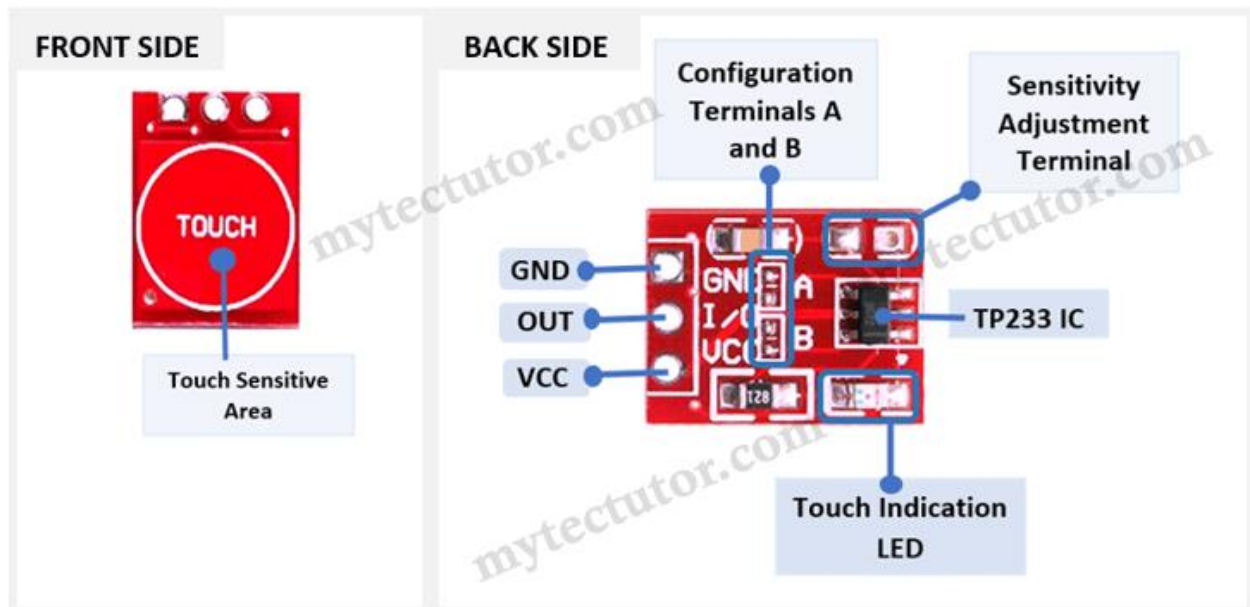 FRONT SIDE
TOUCH
Touch Sensitive
Area
BACK SIDE
Configuration
Terminals A
and B
Sensitivity
Adjustment
Terminal
GND
OUT
VCC
GND
A
I/O
B
VCC
821
TP233 IC
Touch Indication
LED
mytectutor.com
mytectutor.com
mytectutor.com